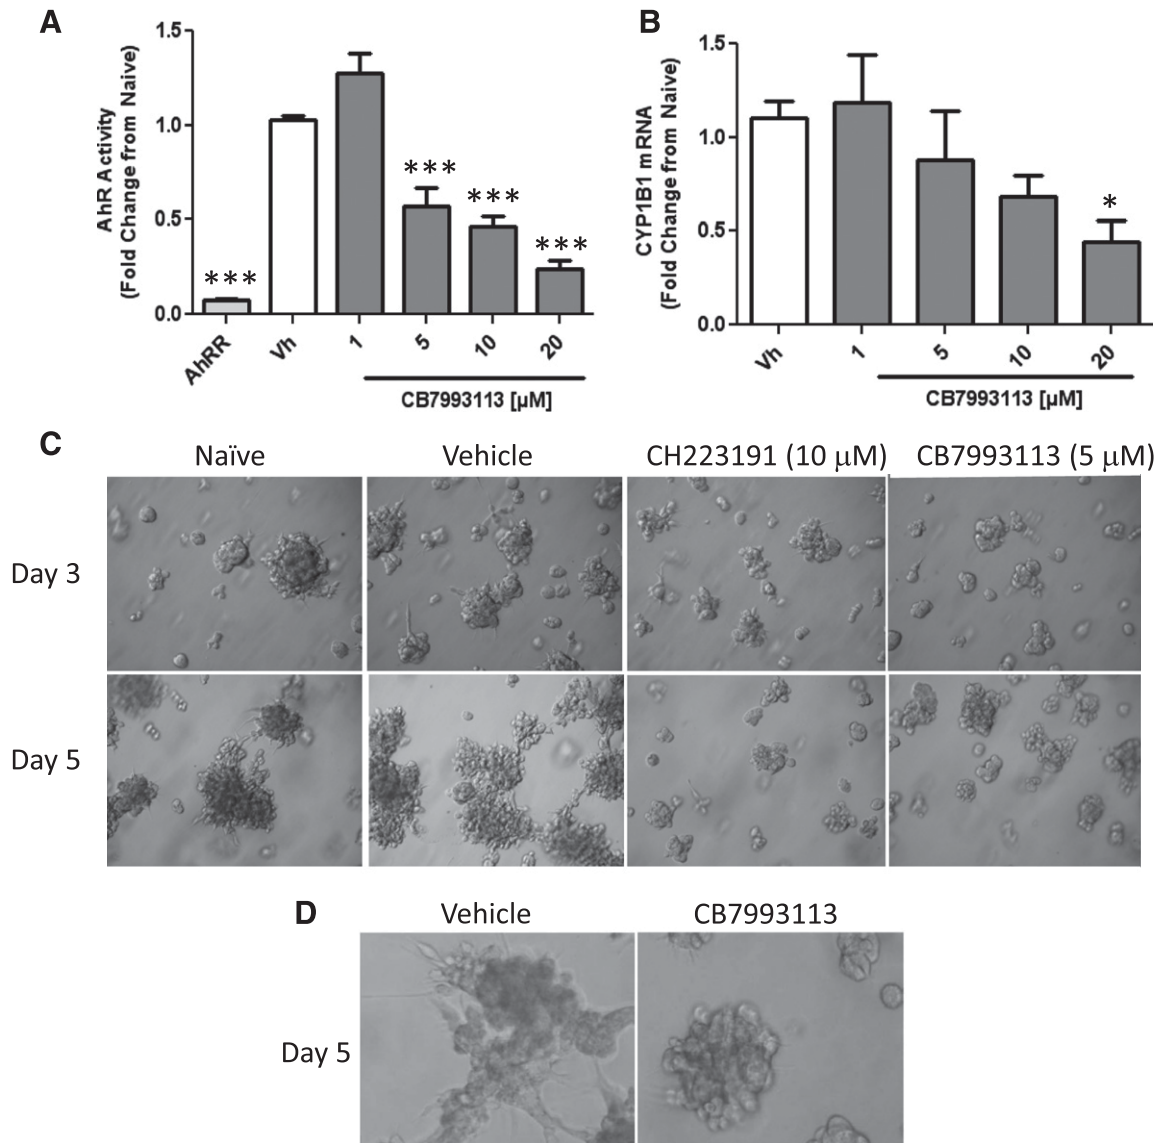 A
AhR Activity
(Fold Change from Naive)
1.5
1.0
0.5
0.0
***
***
***
***
AhRR
Vh
1
5
10
20
CB7993113 [µM]
B
CYP1B1 mRNA
(Fold Change from Naive)
1.5
1.0
0.5
0.0
*
Vh
1
5
10
20
CB7993113 [µM]
C
Naïve
Vehicle
CH223191 (10 µM)
CB7993113 (5 µM)
Day 3
Day 5
D
Vehicle
CB7993113
Day 5